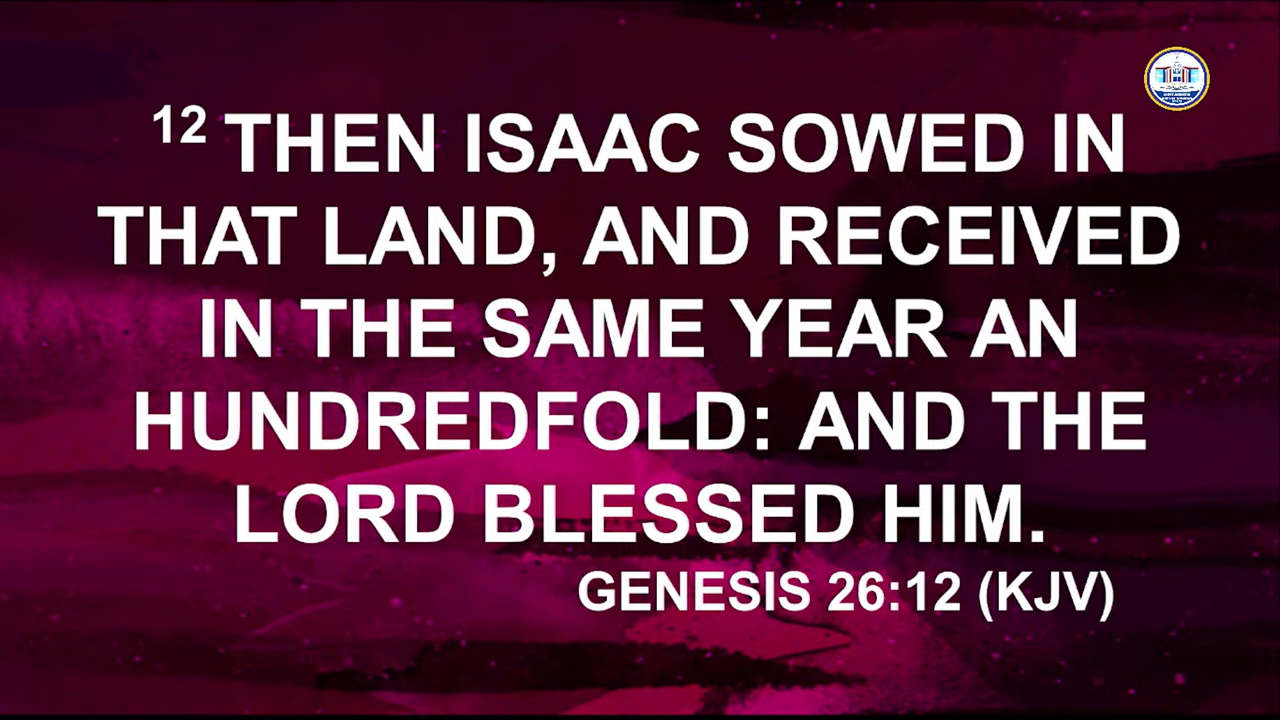 12 THEN ISAAC SOWED IN
THAT LAND, AND RECEIVED
IN THE SAME YEAR AN
HUNDREDFOLD: AND THE
LORD BLESSED HIM.
GENESIS 26:12 (KJV)